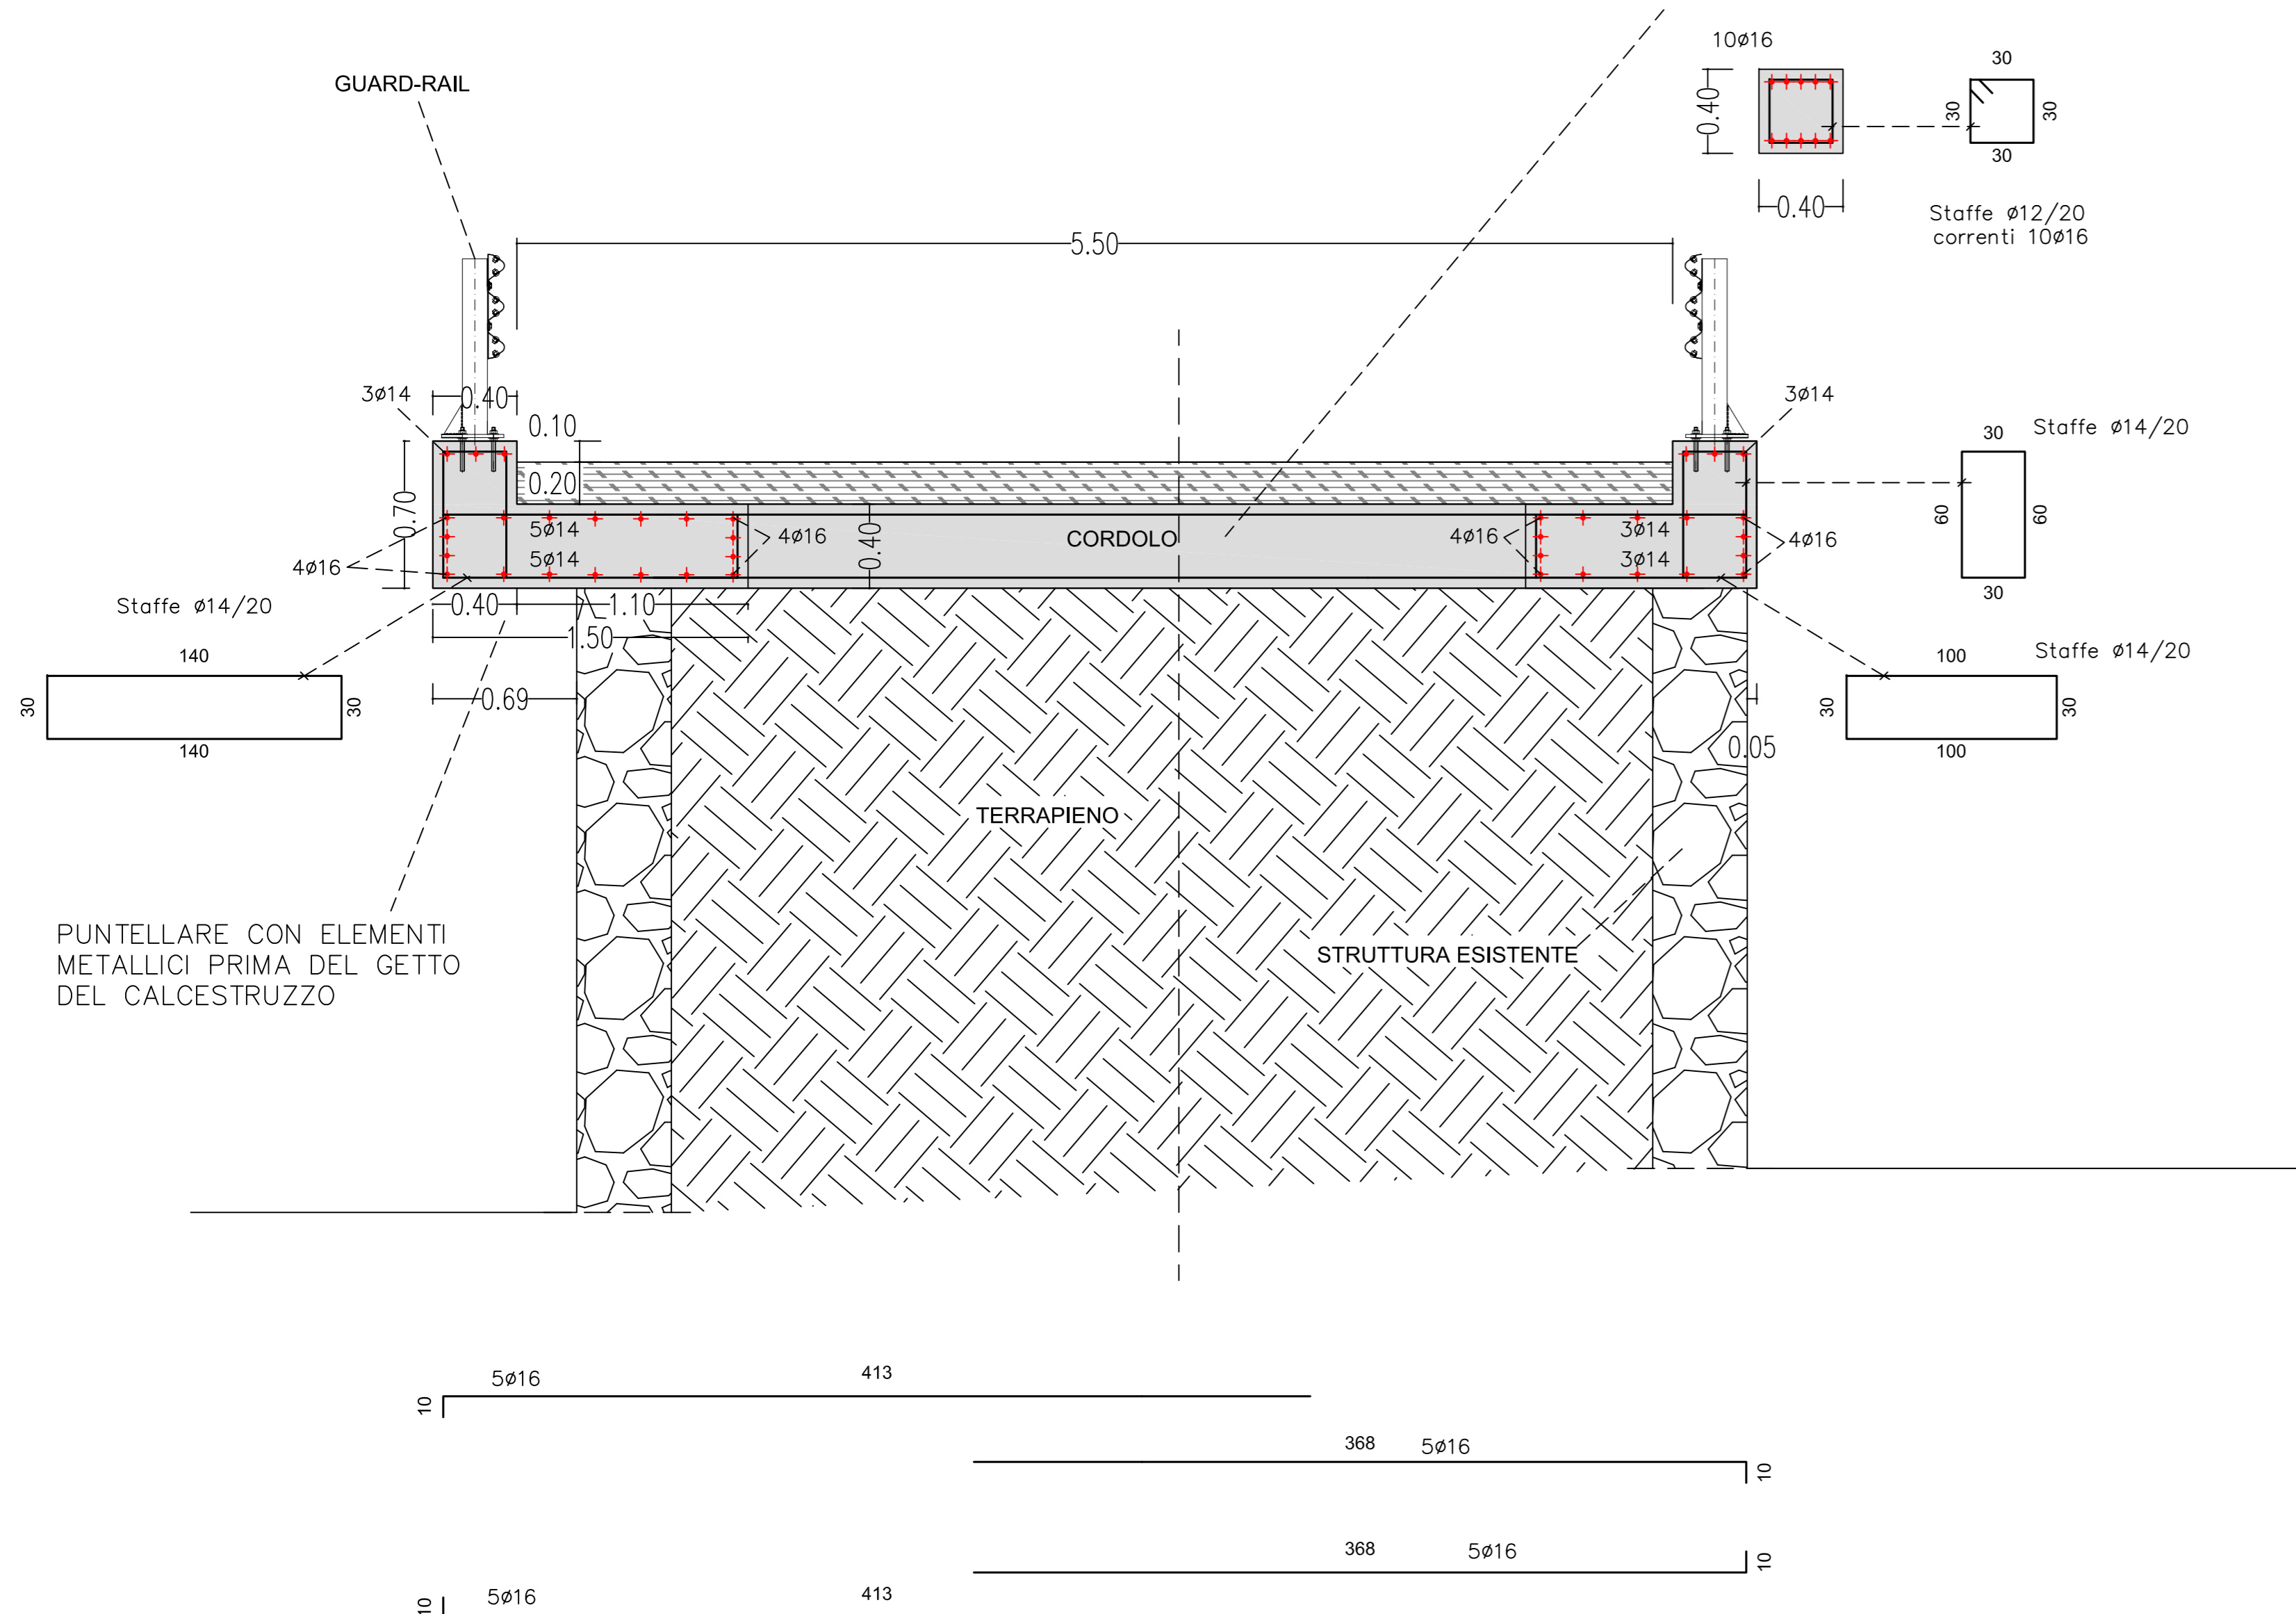 10ø16
30
GUARD-RAIL
0.40
30
30
30
0.40
Staffe ø12/20
correnti 10ø16
5.50
3ø14
0.40
3ø14
0.10
Staffe ø14/20
30
0.20
0.70
60
60
5ø14
4ø16
0.40
CORDOLO
4ø16
3ø14
4ø16
5ø14
3ø14
4ø16
30
Staffe ø14/20
0.40
1.10
1.50
140
100
Staffe ø14/20
30
30
0.69
30
30
140
0.05
100
TERRAPIENO
PUNTELLARE CON ELEMENTI
METALLICI PRIMA DEL GETTO
DEL CALCESTRUZZO
STRUTTURA ESISTENTE
5ø16
413
10
368
5ø16
10
368
5ø16
10
5ø16
413
10